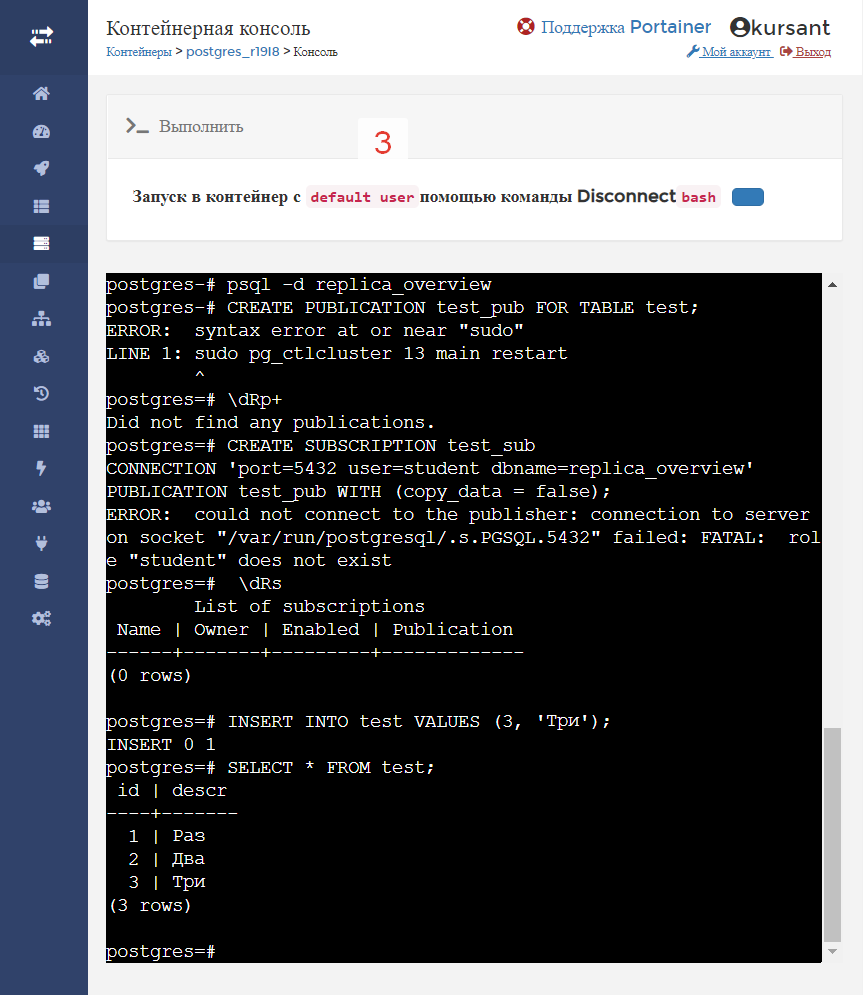 Контейнерная консоль
Поддержка Portainer
kursant
Контейнеры > postgres_r19l8 > Консоль
Мой аккаунт Выход
>_ Выполнить
3
Запуск в контейнер с default user помощью команды Disconnect bash
postgres-# psql -d replica_overview
postgres-# CREATE PUBLICATION test_pub FOR TABLE test;
ERROR:  syntax error at or near "sudo"
LINE 1: sudo pg_ctlcluster 13 main restart
        ^
postgres=# \dRp+
Did not find any publications.
postgres=# CREATE SUBSCRIPTION test_sub
CONNECTION 'port=5432 user=student dbname=replica_overview'
PUBLICATION test_pub WITH (copy_data = false);
ERROR:  could not connect to the publisher: connection to server
on socket "/var/run/postgresql/.s.PGSQL.5432" failed: FATAL:  rol
e "student" does not exist
postgres=#  \dRs
        List of subscriptions
 Name | Owner | Enabled | Publication
------+-------+---------+-------------
(0 rows)
postgres=# INSERT INTO test VALUES (3, 'Три');
INSERT 0 1
postgres=# SELECT * FROM test;
 id | descr
----+-------
  1 | Раз
  2 | Два
  3 | Три
(3 rows)
postgres=#